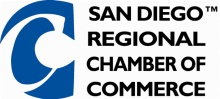 SAN DIEGO™
REGIONAL
CHAMBER OF
COMMERCE